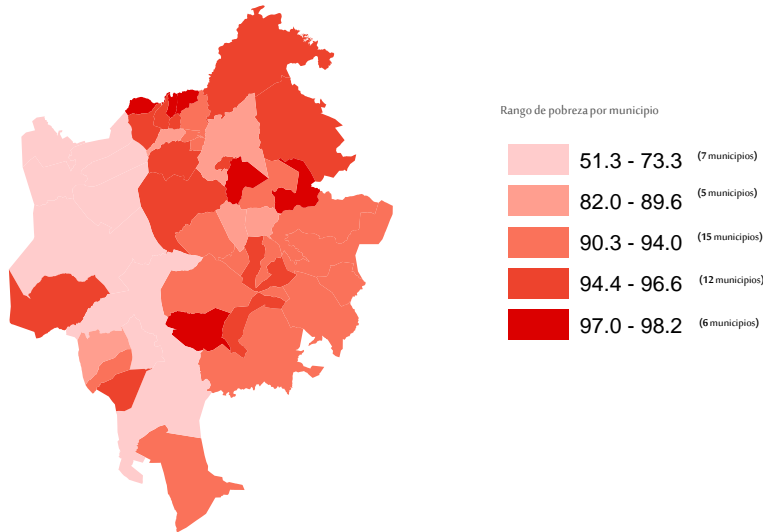 Rango de pobreza por municipio
51.3 - 73.3 (7 municipios)
82.0 - 89.6 (5 municipios)
90.3 - 94.0 (15 municipios)
94.4 - 96.6 (12 municipios)
97.0 - 98.2 (6 municipios)